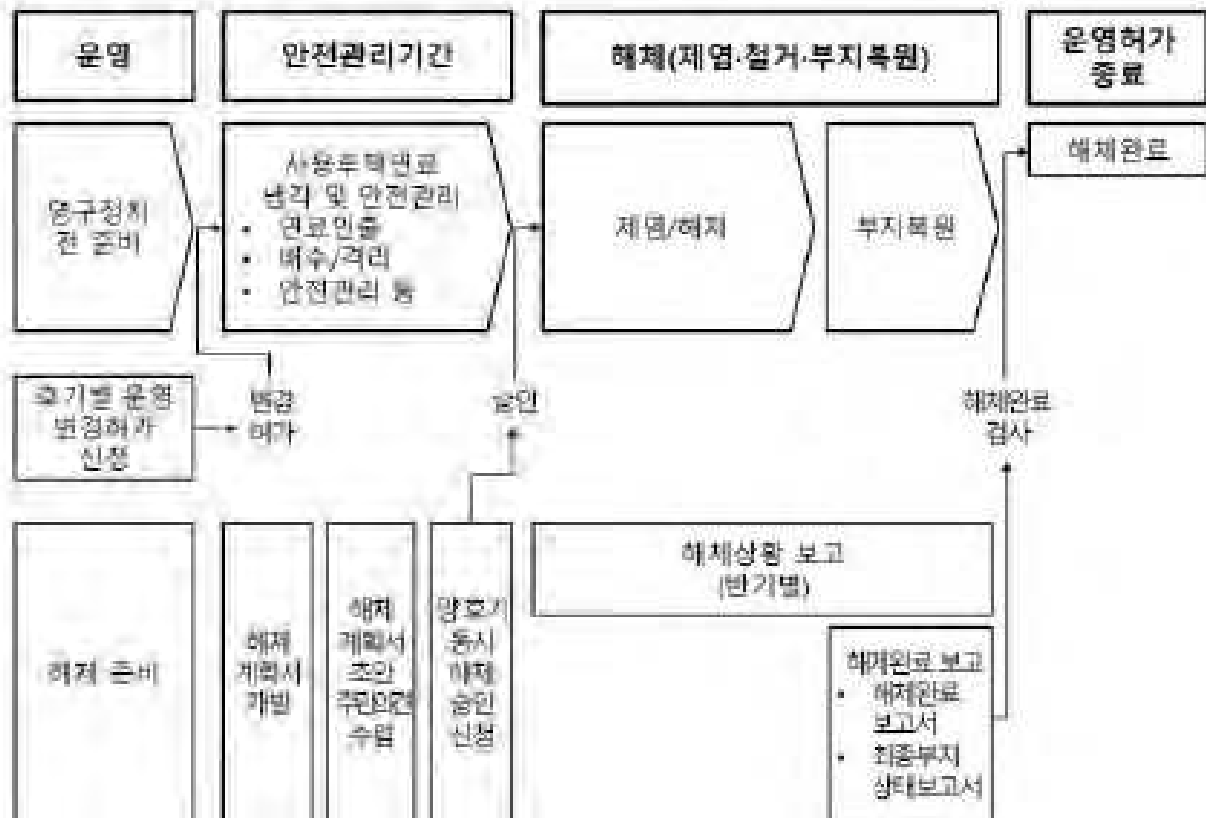 운영
안전관리기간
해체(제염·철거·부지복원)
운영허가
종료
영구정지
전 준비
사용후핵연료
냉각 및 안전관리
• 연료인출
• 배수/격리
• 안전관리 등
제염/해체
부지복원
해체완료
호기별 운영
변경허가
신청
변경
허가
승인
해체완료
검사
해체 준비
해체
계획서
개발
해체
계획서
초안
주민의견
수렴
양호기
동시
해체
승인
신청
해체상황 보고
(반기별)
해체완료 보고
• 해체완료
보고서
• 최종부지
상태보고서